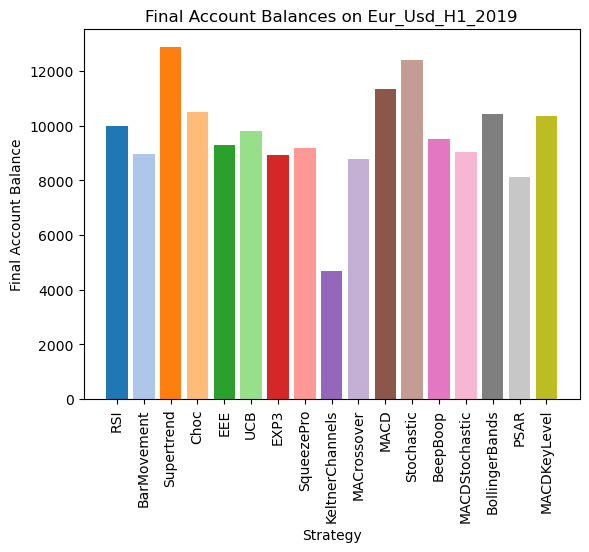 Final Account Balances on Eur_Usd_H1_2019
Final Account Balance
12000
10000
8000
6000
4000
2000
0
RSI
BarMovement
Supertrend
Choc
EEE
UCB
EXP3
SqueezePro
KeltnerChannels
MACrossover
MACD
Stochastic
BeepBoop
MACDStochastic
BollingerBands
PSAR
MACDKeyLevel
Strategy